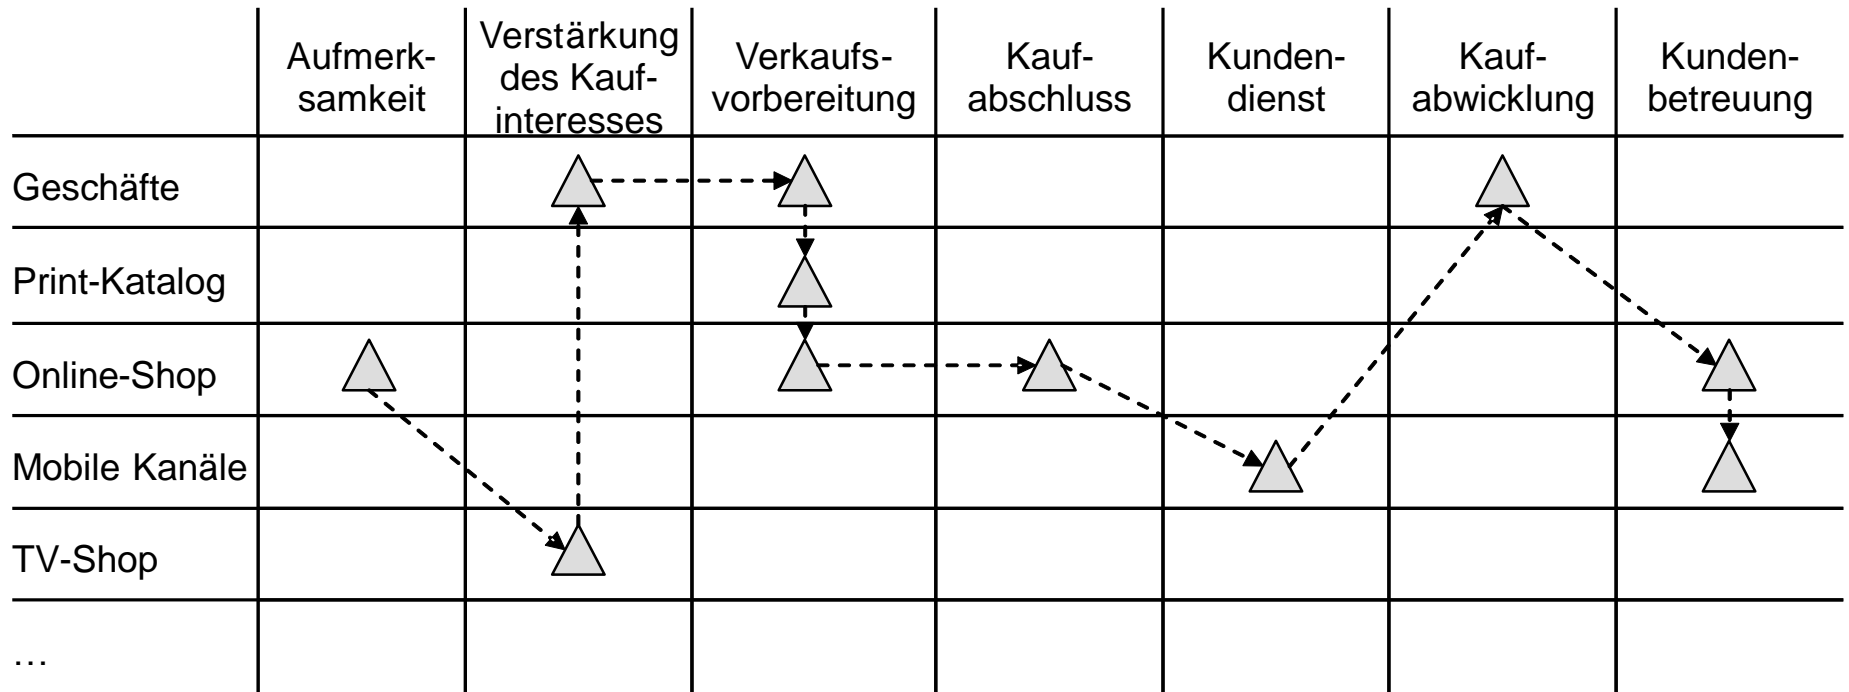 Aufmerk-
samkeit
Verstärkung
des Kauf-
interesses
Verkaufs-
vorbereitung
Kauf-
abschluss
Kunden-
dienst
Kauf-
abwicklung
Kunden-
betreuung
Geschäfte
Print-Katalog
Online-Shop
Mobile Kanäle
TV-Shop
…